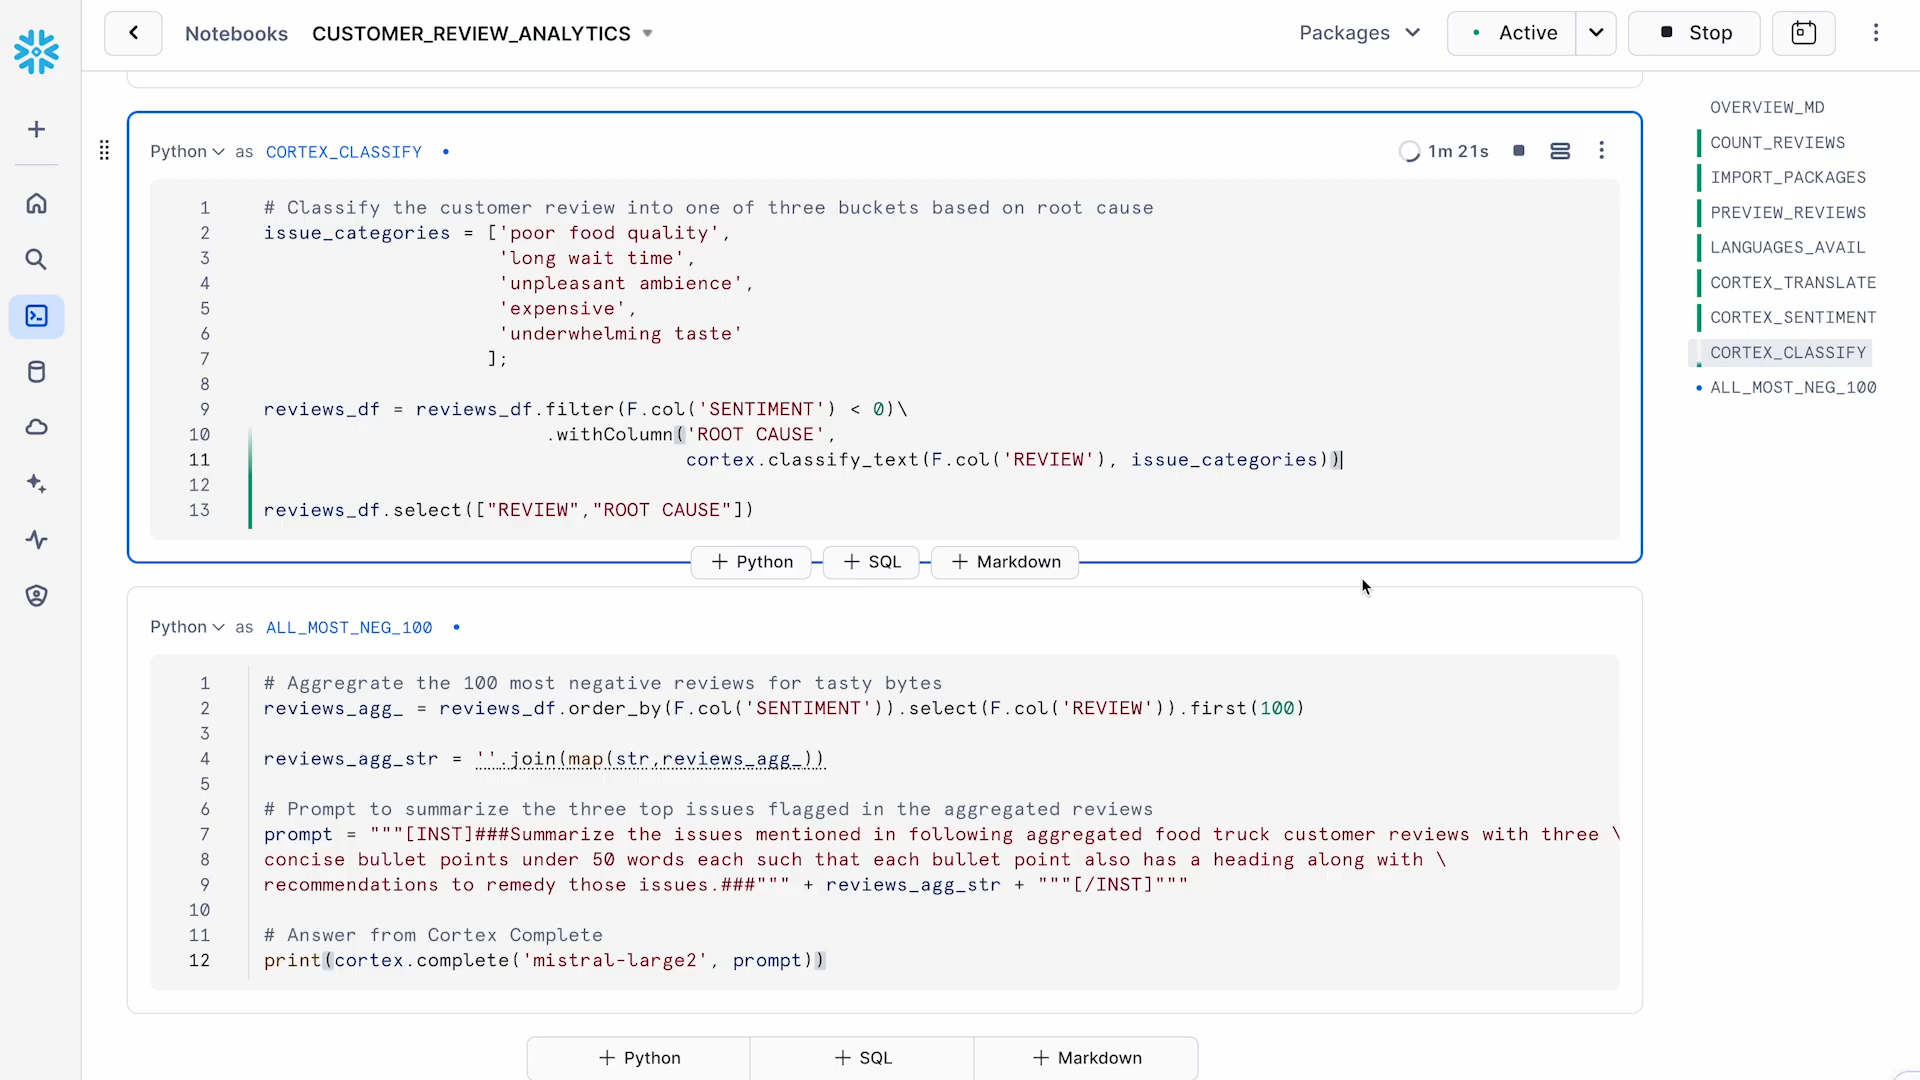 Notebooks CUSTOMER_REVIEW_ANALYTICS Packages Active Stop
Python as CORTEX_CLASSIFY 1m 21s
1 # Classify the customer review into one of three buckets based on root cause
2 issue_categories = ['poor food quality',
3 'long wait time',
4 'unpleasant ambience',
5 'expensive',
6 'underwhelming taste'
7 ];
8
9 reviews_df = reviews_df.filter(F.col('SENTIMENT') < 0)\
10 .withColumn('ROOT CAUSE',
11 cortex.classify_text(F.col('REVIEW'), issue_categories))
12
13 reviews_df.select(["REVIEW","ROOT CAUSE"])
+ Python + SQL + Markdown
Python as ALL_MOST_NEG_100
1 # Aggregrate the 100 most negative reviews for tasty bytes
2 reviews_agg_ = reviews_df.order_by(F.col('SENTIMENT')).select(F.col('REVIEW')).first(100)
3
4 reviews_agg_str = ''.join(map(str,reviews_agg_))
5
6 # Prompt to summarize the three top issues flagged in the aggregated reviews
7 prompt = """[INST]###Summarize the issues mentioned in following aggregated food truck customer reviews with three \
8 concise bullet points under 50 words each such that each bullet point also has a heading along with \
9 recommendations to remedy those issues.###""" + reviews_agg_str + """[/INST]"""
10
11 # Answer from Cortex Complete
12 print(cortex.complete('mistral-large2', prompt))
+ Python + SQL + Markdown
OVERVIEW_MD
COUNT_REVIEWS
IMPORT_PACKAGES
PREVIEW_REVIEWS
LANGUAGES_AVAIL
CORTEX_TRANSLATE
CORTEX_SENTIMENT
CORTEX_CLASSIFY
ALL_MOST_NEG_100